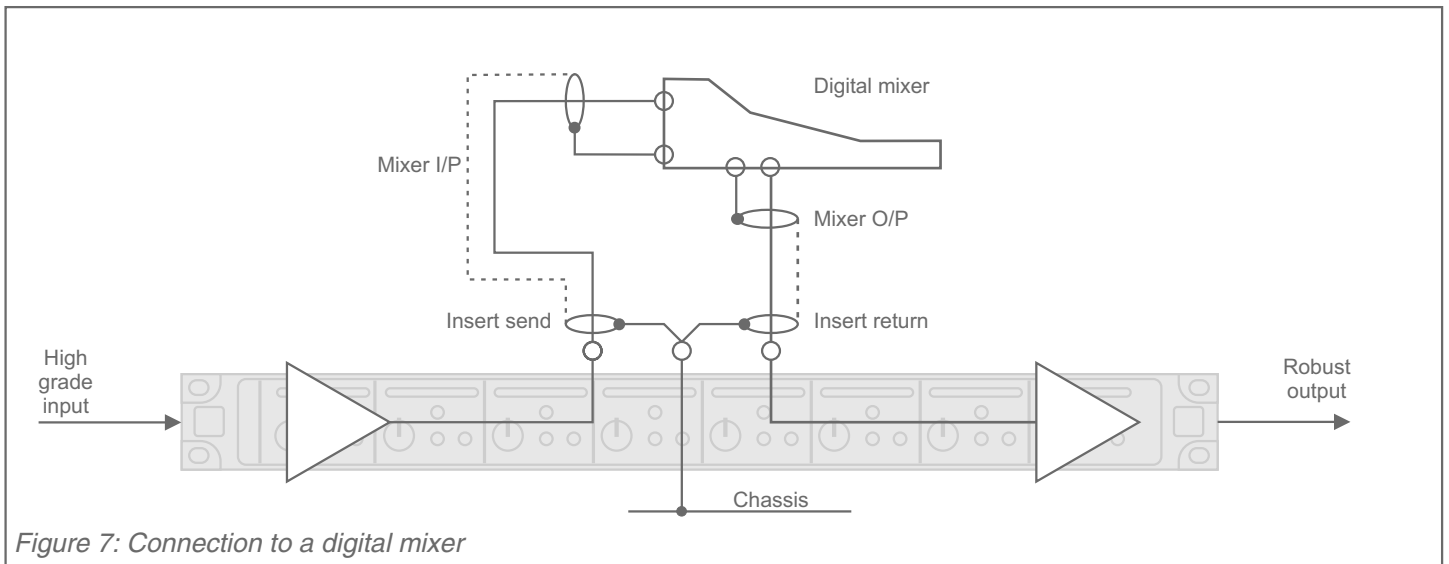 Digital mixer
Mixer I/P
Mixer O/P
Insert send
Insert return
High
grade
input
Robust
output
Chassis
Figure 7: Connection to a digital mixer